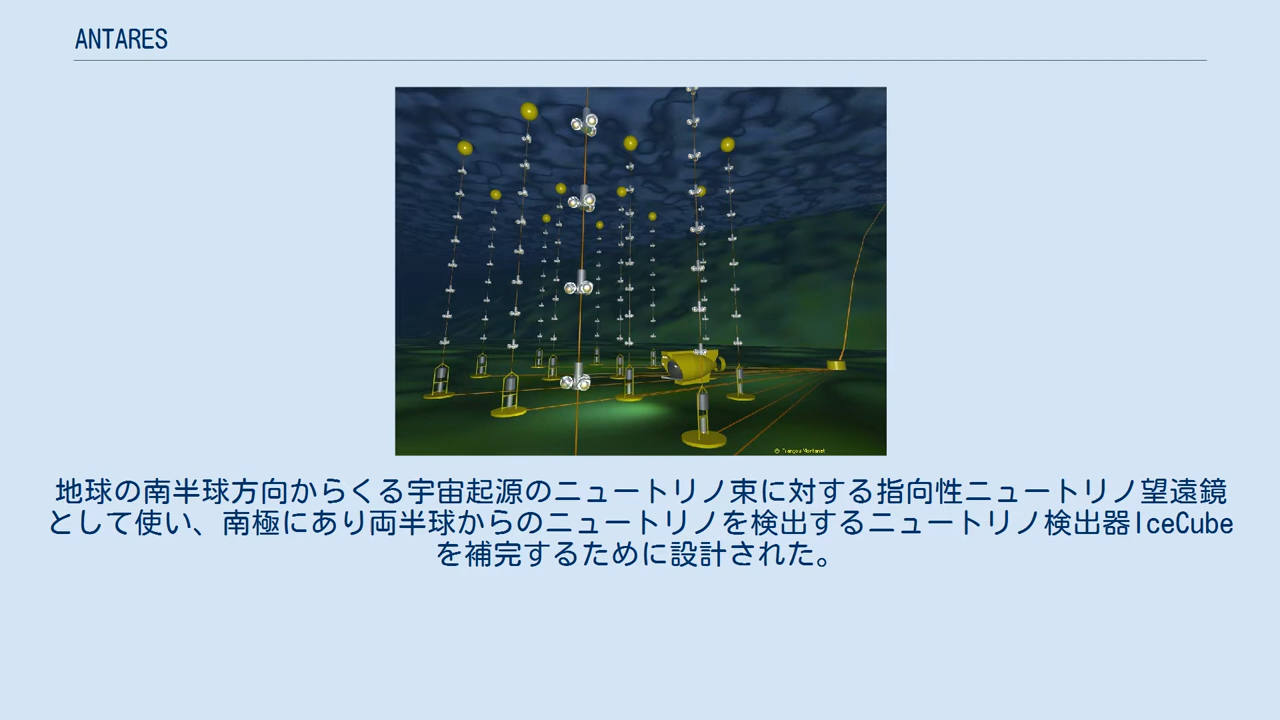 ANTARES
© François Montanet
地球の南半球方向からくる宇宙起源のニュートリノ束に対する指向性ニュートリノ望遠鏡
として使い、南極にあり両半球からのニュートリノを検出するニュートリノ検出器IceCube
を補完するために設計された。